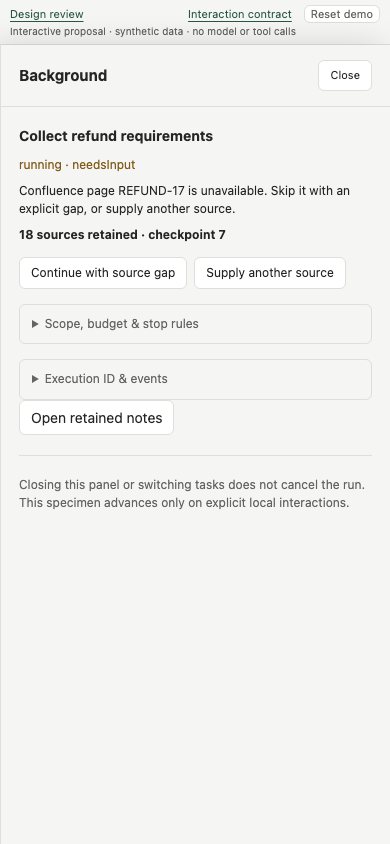 Design review
Interaction contract
Reset demo
Interactive proposal · synthetic data · no model or tool calls
Background
Close
Collect refund requirements
running · needsInput
Confluence page REFUND-17 is unavailable. Skip it with an
explicit gap, or supply another source.
18 sources retained · checkpoint 7
Continue with source gap
Supply another source
Scope, budget & stop rules
Execution ID & events
Open retained notes
Closing this panel or switching tasks does not cancel the run.
This specimen advances only on explicit local interactions.